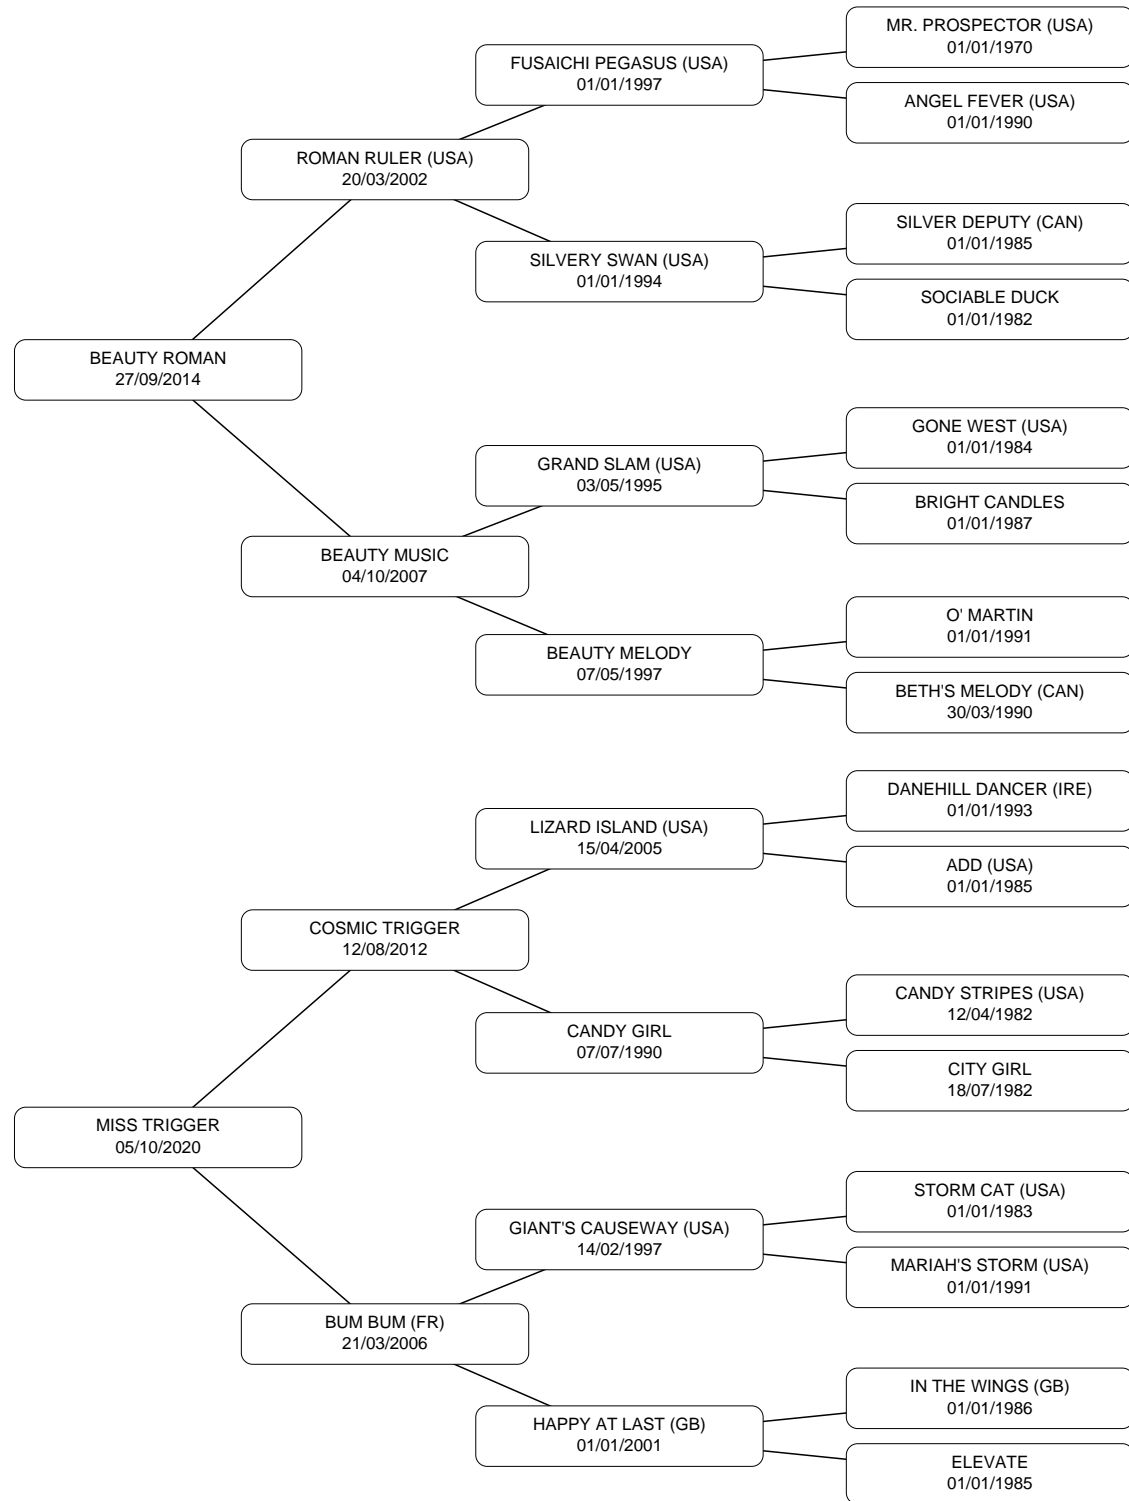 MR. PROSPECTOR (USA)
01/01/1970
FUSAICHI PEGASUS (USA)
01/01/1997
ANGEL FEVER (USA)
01/01/1990
ROMAN RULER (USA)
20/03/2002
SILVER DEPUTY (CAN)
01/01/1985
SILVERY SWAN (USA)
01/01/1994
SOCIABLE DUCK
01/01/1982
BEAUTY ROMAN
27/09/2014
GONE WEST (USA)
01/01/1984
GRAND SLAM (USA)
03/05/1995
BRIGHT CANDLES
01/01/1987
BEAUTY MUSIC
04/10/2007
O' MARTIN
01/01/1991
BEAUTY MELODY
07/05/1997
BETH'S MELODY (CAN)
30/03/1990
DANEHILL DANCER (IRE)
01/01/1993
LIZARD ISLAND (USA)
15/04/2005
ADD (USA)
01/01/1985
COSMIC TRIGGER
12/08/2012
CANDY STRIPES (USA)
12/04/1982
CANDY GIRL
07/07/1990
CITY GIRL
18/07/1982
MISS TRIGGER
05/10/2020
STORM CAT (USA)
01/01/1983
GIANT'S CAUSEWAY (USA)
14/02/1997
MARIAH'S STORM (USA)
01/01/1991
BUM BUM (FR)
21/03/2006
IN THE WINGS (GB)
01/01/1986
HAPPY AT LAST (GB)
01/01/2001
ELEVATE
01/01/1985